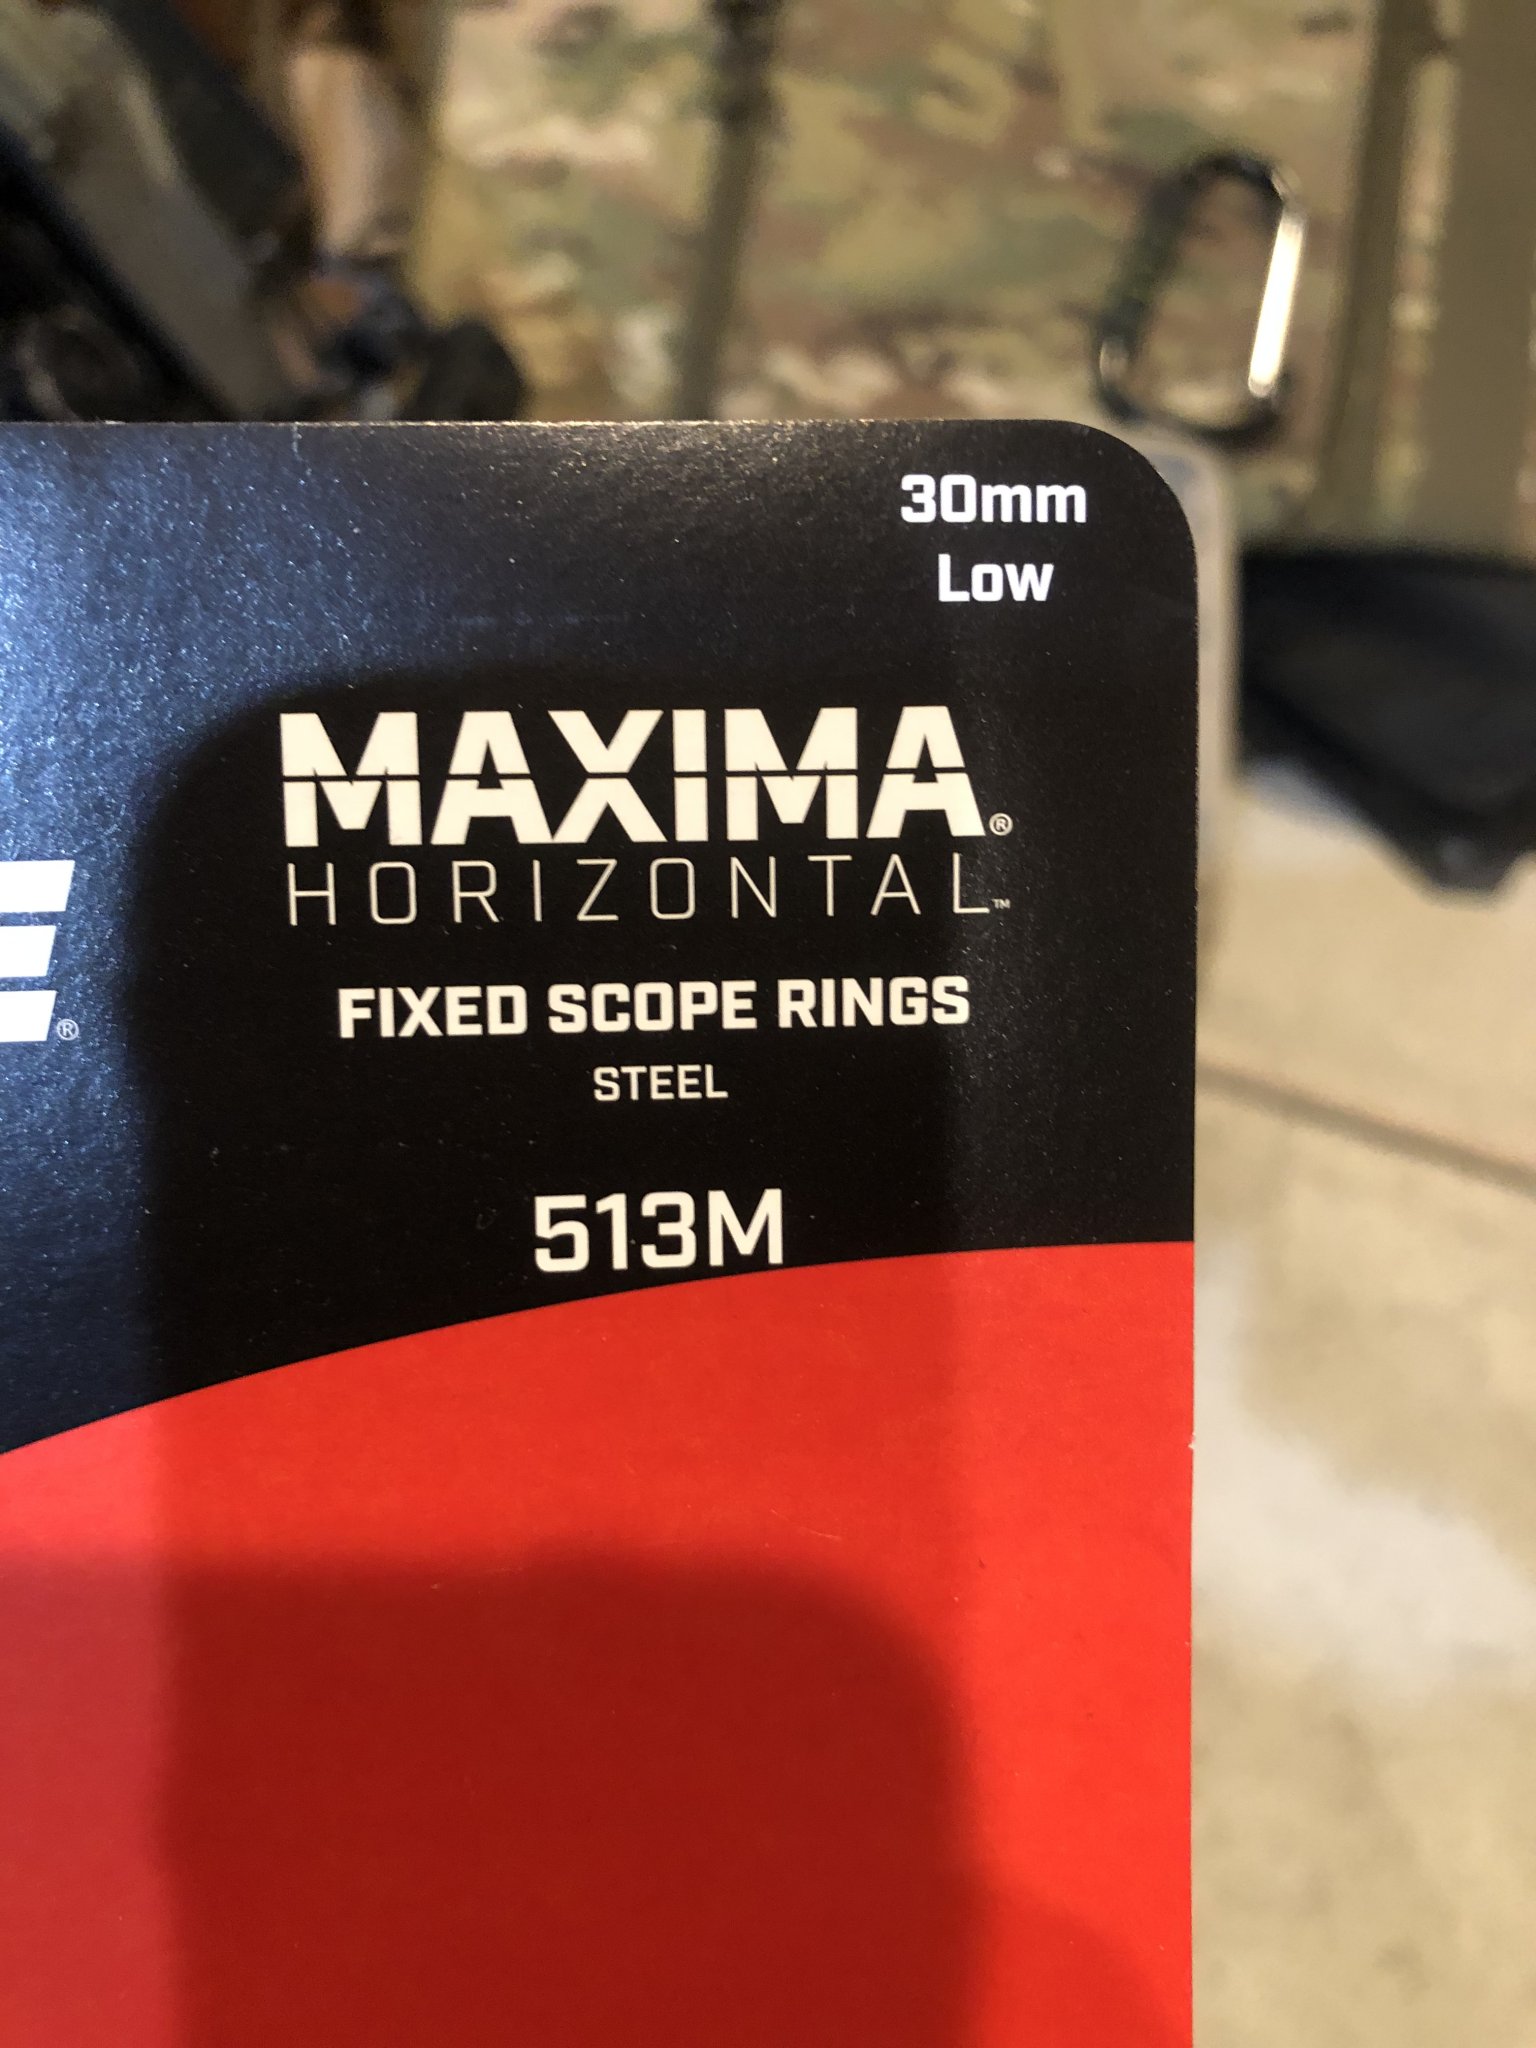 30mm
Low
MAXIMA®
HORIZONTAL™
E®
FIXED SCOPE RINGS
STEEL
513M